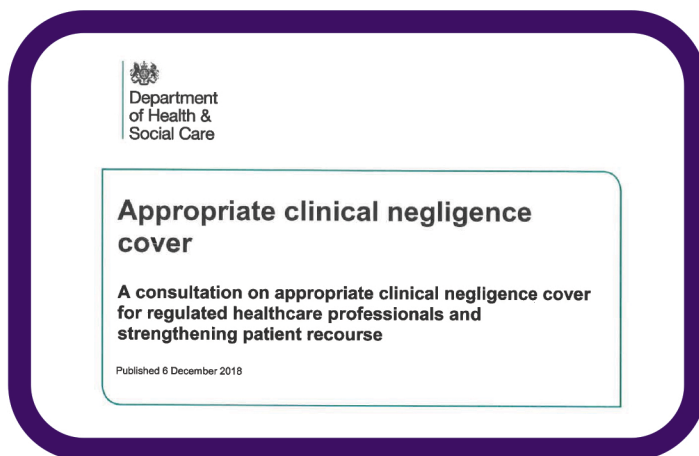 Department
of Health &
Social Care
Appropriate clinical negligence
cover
A consultation on appropriate clinical negligence cover
for regulated healthcare professionals and
strengthening patient recourse
Published 6 December 2018